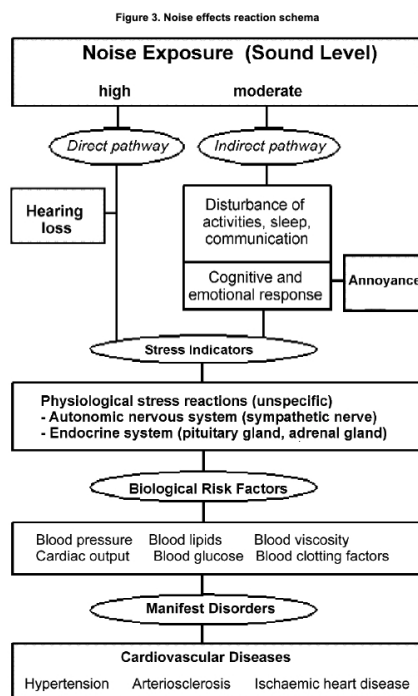 Figure 3. Noise effects reaction schema
Noise Exposure (Sound Level)
high moderate
Direct pathway Indirect pathway
Hearing
loss
Disturbance of
activities, sleep,
communication
Cognitive and
emotional response
Annoyance
Stress Indicators
Physiological stress reactions (unspecific)
- Autonomic nervous system (sympathetic nerve)
- Endocrine system (pituitary gland, adrenal gland)
Biological Risk Factors
Blood pressure Blood lipids Blood viscosity
Cardiac output Blood glucose Blood clotting factors
Manifest Disorders
Cardiovascular Diseases
Hypertension Arteriosclerosis Ischaemic heart disease